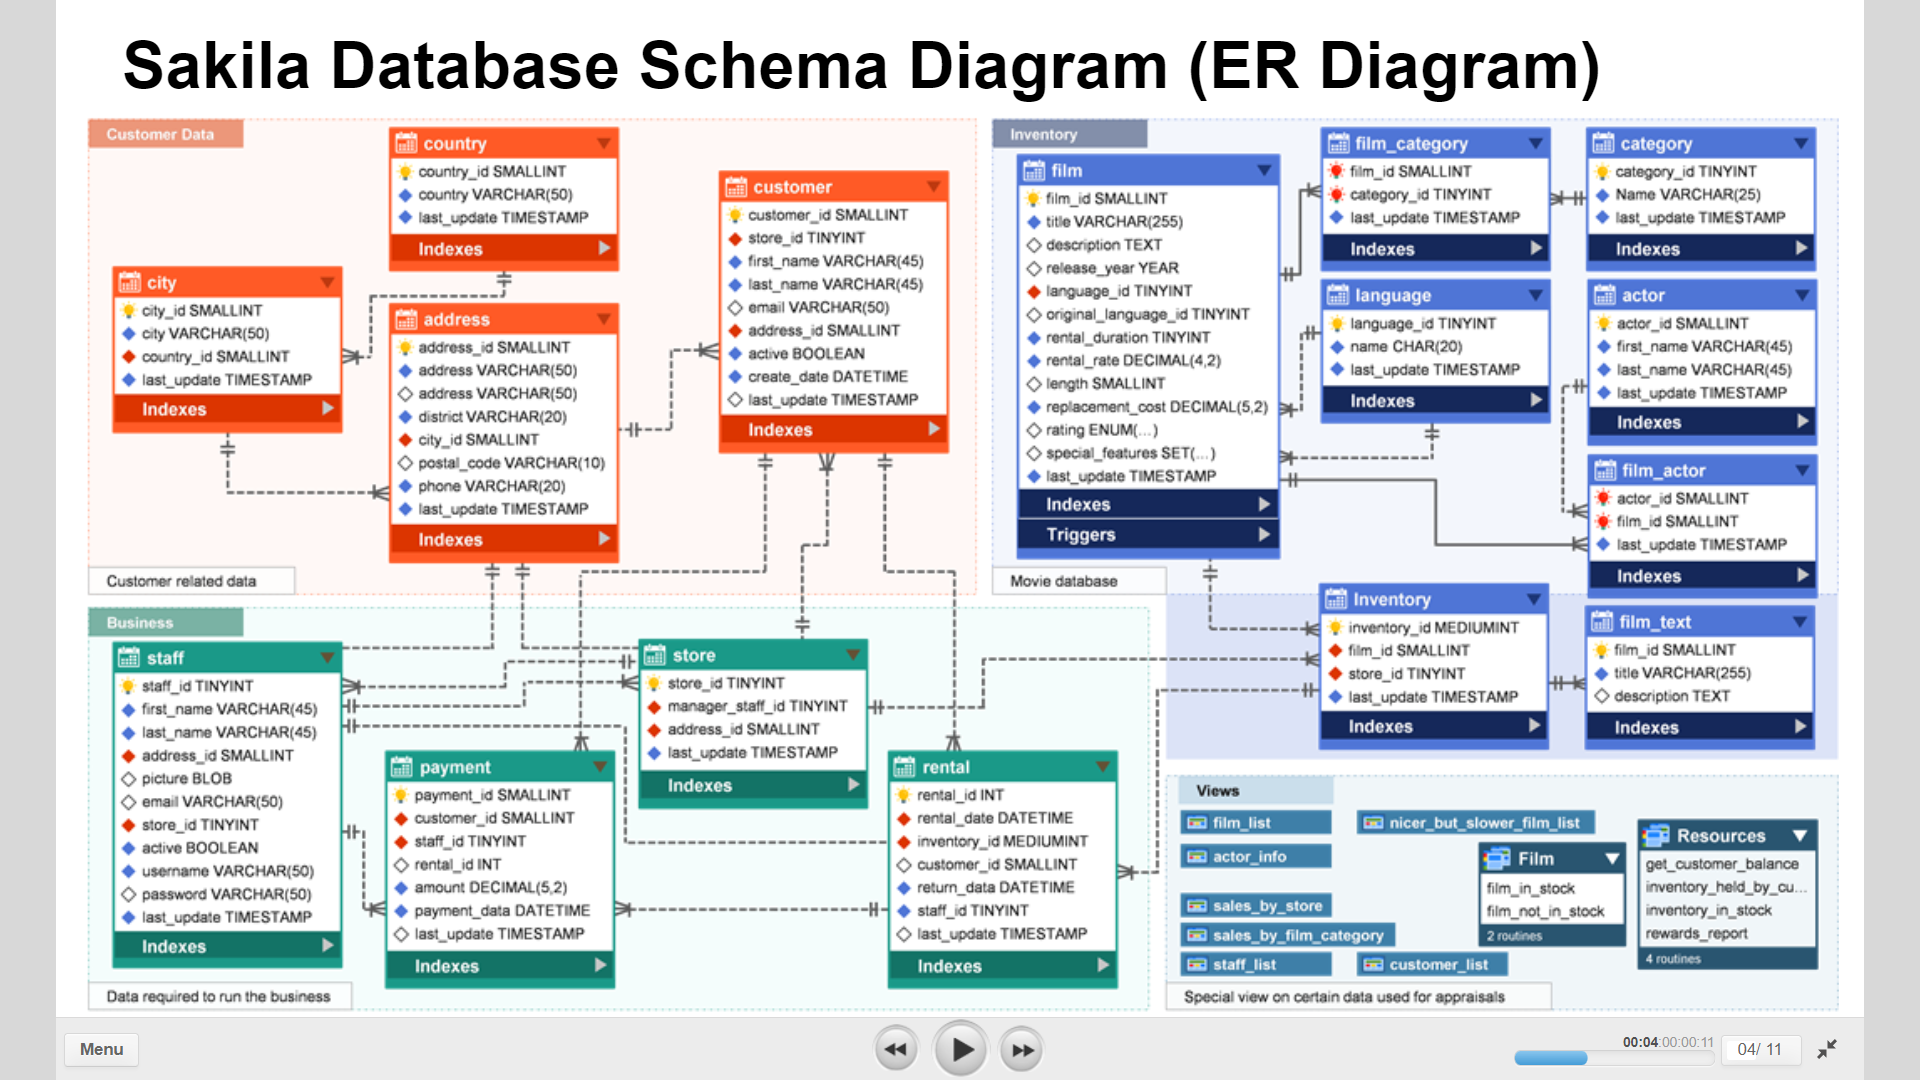 Sakila Database Schema Diagram (ER Diagram)
Customer Data
country
country_id SMALLINT
country VARCHAR(50)
last_update TIMESTAMP
Indexes
customer
customer_id SMALLINT
store_id TINYINT
first_name VARCHAR(45)
last_name VARCHAR(45)
email VARCHAR(50)
address_id SMALLINT
active BOOLEAN
create_date DATETIME
last_update TIMESTAMP
Indexes
city
city_id SMALLINT
city VARCHAR(50)
country_id SMALLINT
last_update TIMESTAMP
Indexes
address
address_id SMALLINT
address VARCHAR(50)
address VARCHAR(50)
district VARCHAR(20)
city_id SMALLINT
postal_code VARCHAR(10)
phone VARCHAR(20)
last_update TIMESTAMP
Indexes
Customer related data
Inventory
film
film_id SMALLINT
title VARCHAR(255)
description TEXT
release_year YEAR
language_id TINYINT
original_language_id TINYINT
rental_duration TINYINT
rental_rate DECIMAL(4,2)
length SMALLINT
replacement_cost DECIMAL(5,2)
rating ENUM(...)
special_features SET(...)
last_update TIMESTAMP
Indexes
Triggers
film_category
film_id SMALLINT
category_id TINYINT
last_update TIMESTAMP
Indexes
category
category_id TINYINT
Name VARCHAR(25)
last_update TIMESTAMP
Indexes
language
language_id TINYINT
name CHAR(20)
last_update TIMESTAMP
Indexes
actor
actor_id SMALLINT
first_name VARCHAR(45)
last_name VARCHAR(45)
last_update TIMESTAMP
Indexes
film_actor
actor_id SMALLINT
film_id SMALLINT
last_update TIMESTAMP
Indexes
Movie database
Inventory
inventory_id MEDIUMINT
film_id SMALLINT
store_id TINYINT
last_update TIMESTAMP
Indexes
film_text
film_id SMALLINT
title VARCHAR(255)
description TEXT
Indexes
Business
staff
staff_id TINYINT
first_name VARCHAR(45)
last_name VARCHAR(45)
address_id SMALLINT
picture BLOB
email VARCHAR(50)
store_id TINYINT
active BOOLEAN
username VARCHAR(50)
password VARCHAR(50)
last_update TIMESTAMP
Indexes
store
store_id TINYINT
manager_staff_id TINYINT
address_id SMALLINT
last_update TIMESTAMP
Indexes
payment
payment_id SMALLINT
customer_id SMALLINT
staff_id TINYINT
rental_id INT
amount DECIMAL(5,2)
payment_data DATETIME
last_update TIMESTAMP
Indexes
rental
rental_id INT
rental_date DATETIME
inventory_id MEDIUMINT
customer_id SMALLINT
return_data DATETIME
staff_id TINYINT
last_update TIMESTAMP
Indexes
Data required to run the business
Views
film_list
nicer_but_slower_film_list
actor_info
sales_by_store
sales_by_film_category
staff_list
customer_list
Film
film_in_stock
film_not_in_stock
2 routines
Resources
get_customer_balance
inventory_held_by_cu...
inventory_in_stock
rewards_report
4 routines
Special view on certain data used for appraisals
Menu
00:04:00:00:11
04/ 11